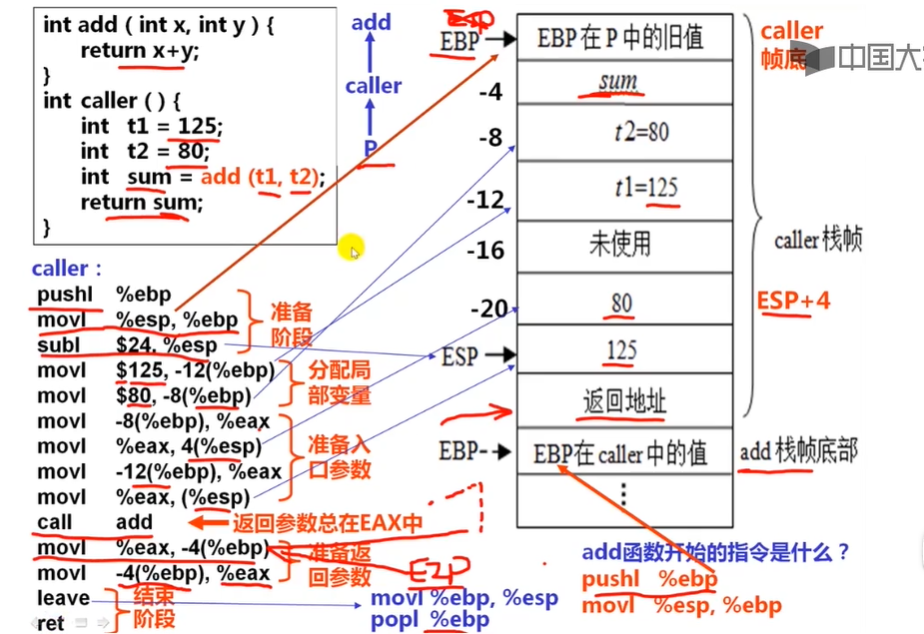 int add ( int x, int y ) {
return x+y;
}
int caller ( ) {
int t1 = 125;
int t2 = 80;
int sum = add (t1, t2);
return sum;
}
add
caller
P
caller：
pushl %ebp
movl %esp, %ebp
subl $24, %esp
movl $125, -12(%ebp)
movl $80, -8(%ebp)
movl -8(%ebp), %eax
movl %eax, 4(%esp)
movl -12(%ebp), %eax
movl %eax, (%esp)
call add
movl %eax, -4(%ebp)
movl -4(%ebp), %eax
leave
ret
准备
阶段
分配局
部变量
准备入
口参数
返回参数总在EAX中
准备返
回参数
结束
阶段
movl %ebp, %esp
popl %ebp
ESP
EBP
-4
-8
-12
-16
-20
ESP
EBP-
EBP在P中的旧值
sum
t2=80
t1=125
未使用
80
125
返回地址
EBP在caller中的值
⋮
caller
帧底
中国大
caller栈帧
ESP+4
add栈帧底部
add函数开始的指令是什么？
pushl %ebp
movl %esp, %ebp